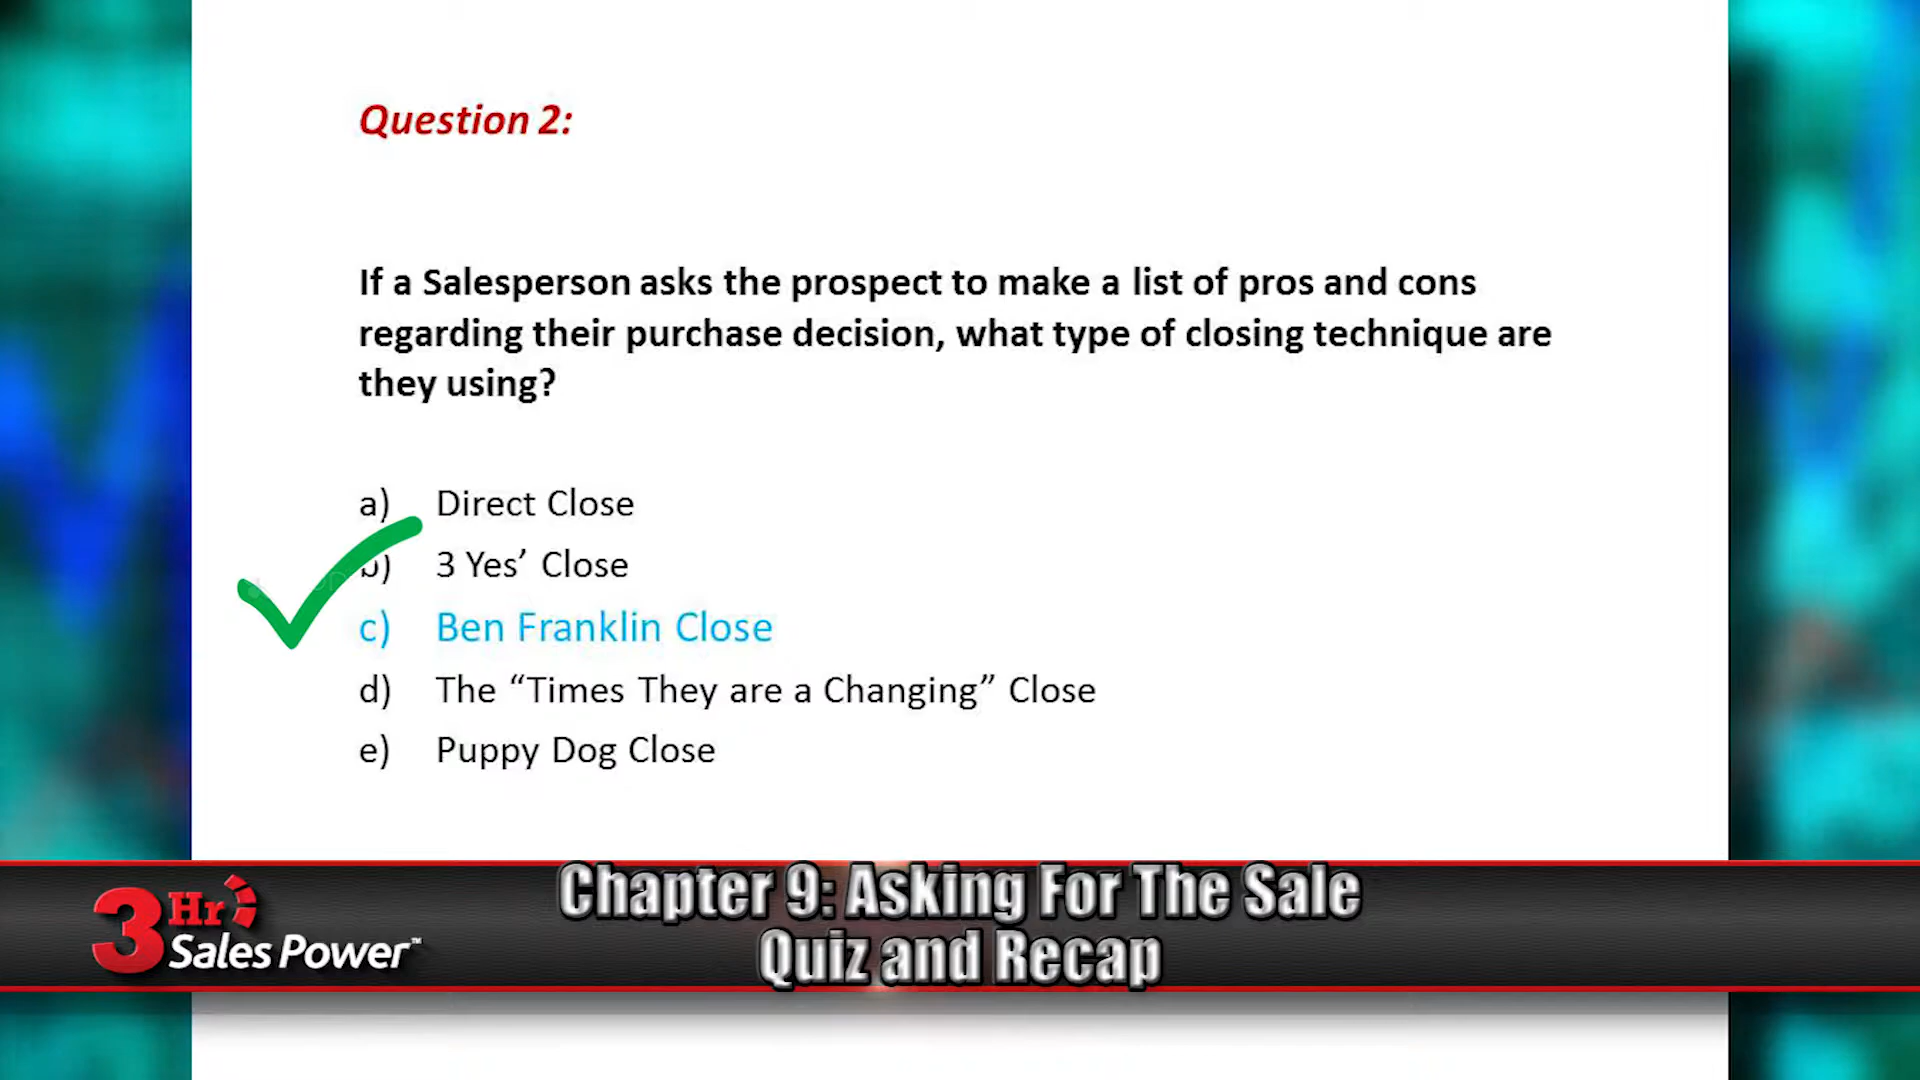 Question 2:
If a Salesperson asks the prospect to make a list of pros and cons
regarding their purchase decision, what type of closing technique are
they using?
a) Direct Close
b) 3 Yes’ Close
c) Ben Franklin Close
d) The “Times They are a Changing” Close
e) Puppy Dog Close
Chapter 9: Asking For The Sale
Quiz and Recap
3 Hr
Sales Power™